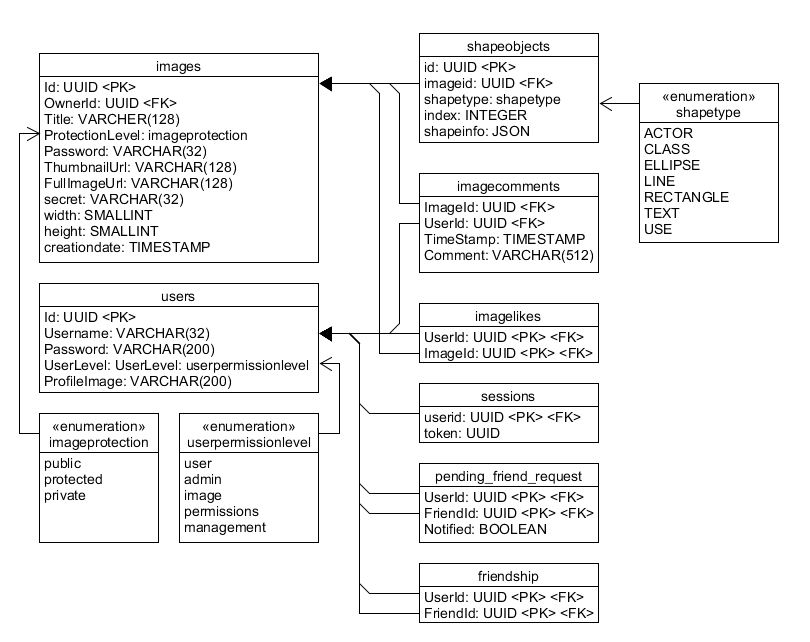 images
Id: UUID <PK>
OwnerId: UUID <FK>
Title: VARCHER(128)
ProtectionLevel: imageprotection
Password: VARCHAR(32)
ThumbnailUrl: VARCHAR(128)
FullImageUrl: VARCHAR(128)
secret: VARCHAR(32)
width: SMALLINT
height: SMALLINT
creationdate: TIMESTAMP
users
Id: UUID <PK>
Username: VARCHAR(32)
Password: VARCHAR(200)
UserLevel: UserLevel: userpermissionlevel
ProfileImage: VARCHAR(200)
«enumeration»
imageprotection
public
protected
private
«enumeration»
userpermissionlevel
user
admin
image
permissions
management
shapeobjects
id: UUID <PK>
imageid: UUID <FK>
shapetype: shapetype
index: INTEGER
shapeinfo: JSON
imagecomments
ImageId: UUID <FK>
UserId: UUID <FK>
TimeStamp: TIMESTAMP
Comment: VARCHAR(512)
imagelikes
UserId: UUID <PK> <FK>
ImageId: UUID <PK> <FK>
sessions
userid: UUID <PK> <FK>
token: UUID
pending_friend_request
UserId: UUID <PK> <FK>
FriendId: UUID <PK> <FK>
Notified: BOOLEAN
friendship
UserId: UUID <PK> <FK>
FriendId: UUID <PK> <FK>
«enumeration»
shapetype
ACTOR
CLASS
ELLIPSE
LINE
RECTANGLE
TEXT
USE